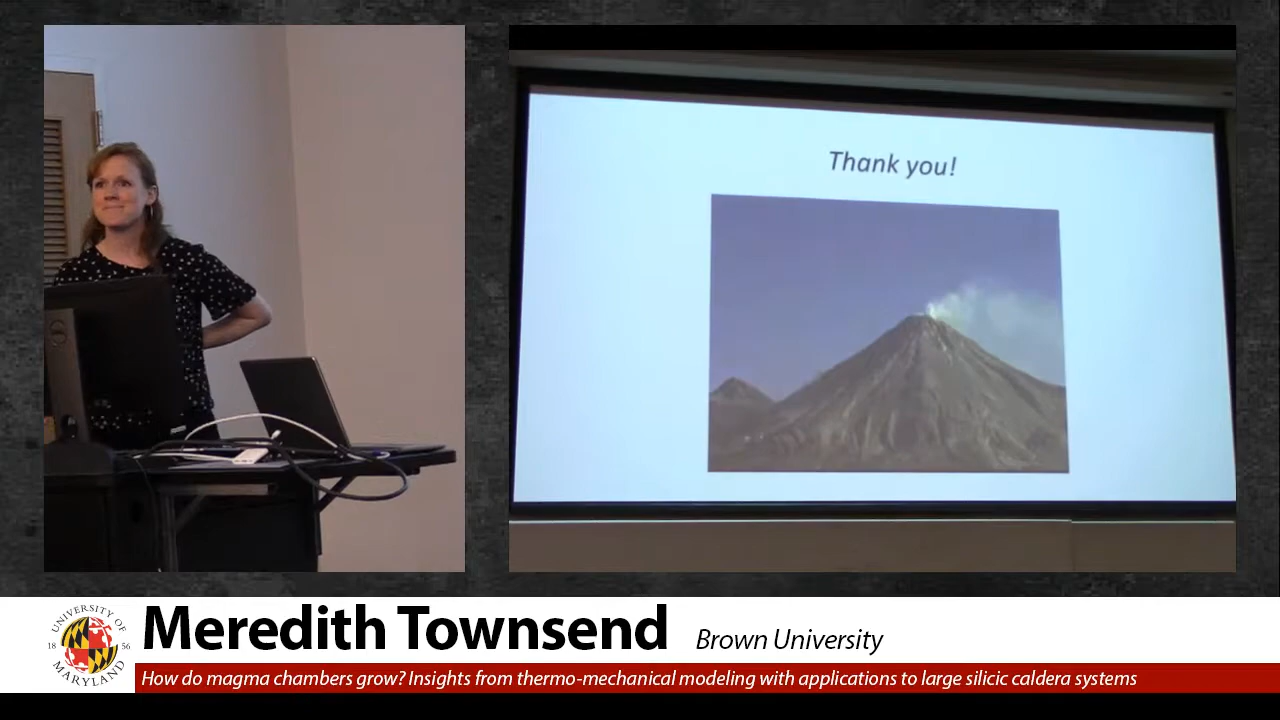 Thank you!
UNIVERSITY OF
18 56
MARYLAND
Meredith Townsend Brown University
How do magma chambers grow? Insights from thermo-mechanical modeling with applications to large silicic caldera systems